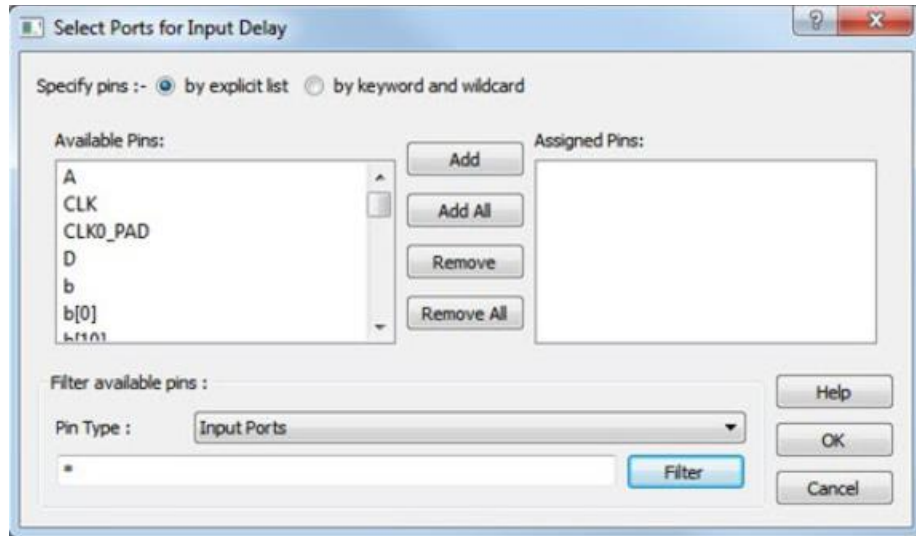 Select Ports for Input Delay
?
Specify pins :- by explicit list by keyword and wildcard
Available Pins:
A
CLK
CLK0_PAD
D
b
b[0]
b[10]
Add
Add All
Remove
Remove All
Assigned Pins:
Filter available pins :
Pin Type : Input Ports
*
Filter
Help
OK
Cancel